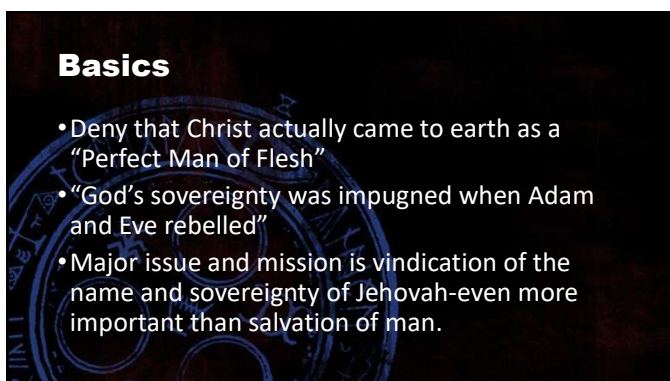 Basics
•Deny that Christ actually came to earth as a
“Perfect Man of Flesh”
•“God’s sovereignty was impugned when Adam
and Eve rebelled”
•Major issue and mission is vindication of the
name and sovereignty of Jehovah-even more
important than salvation of man.